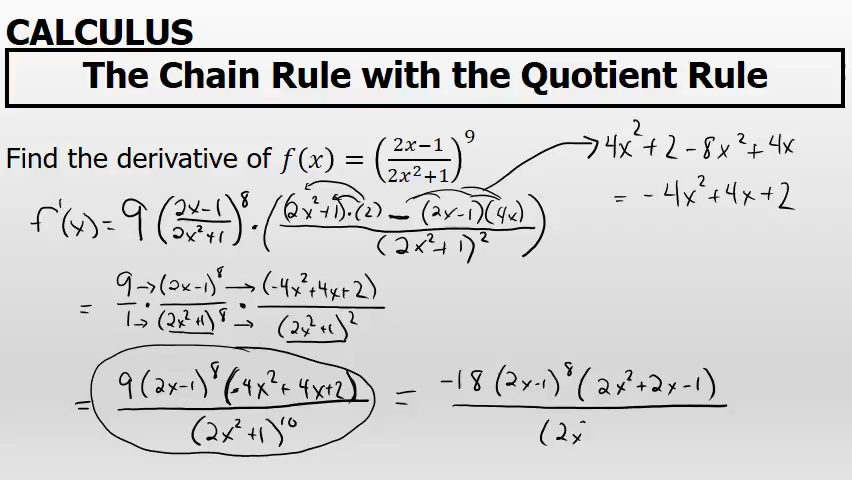 CALCULUS
The Chain Rule with the Quotient Rule
Find the derivative of f(x) = ((2x−1)/(2x²+1))⁹
4x² + 2 − 8x² + 4x
= −4x² + 4x + 2
f'(x) = 9 ((2x−1)/(2x²+1))⁸ · (((2x²+1)·(2) − (2x−1)(4x))/(2x²+1)²)
= 9/1 · (2x−1)⁸/(2x²+1)⁸ · (−4x²+4x+2)/(2x²+1)²
= 9(2x−1)⁸(−4x²+4x+2)/(2x²+1)¹⁰ = −18(2x−1)⁸(2x²+2x−1)/(2x